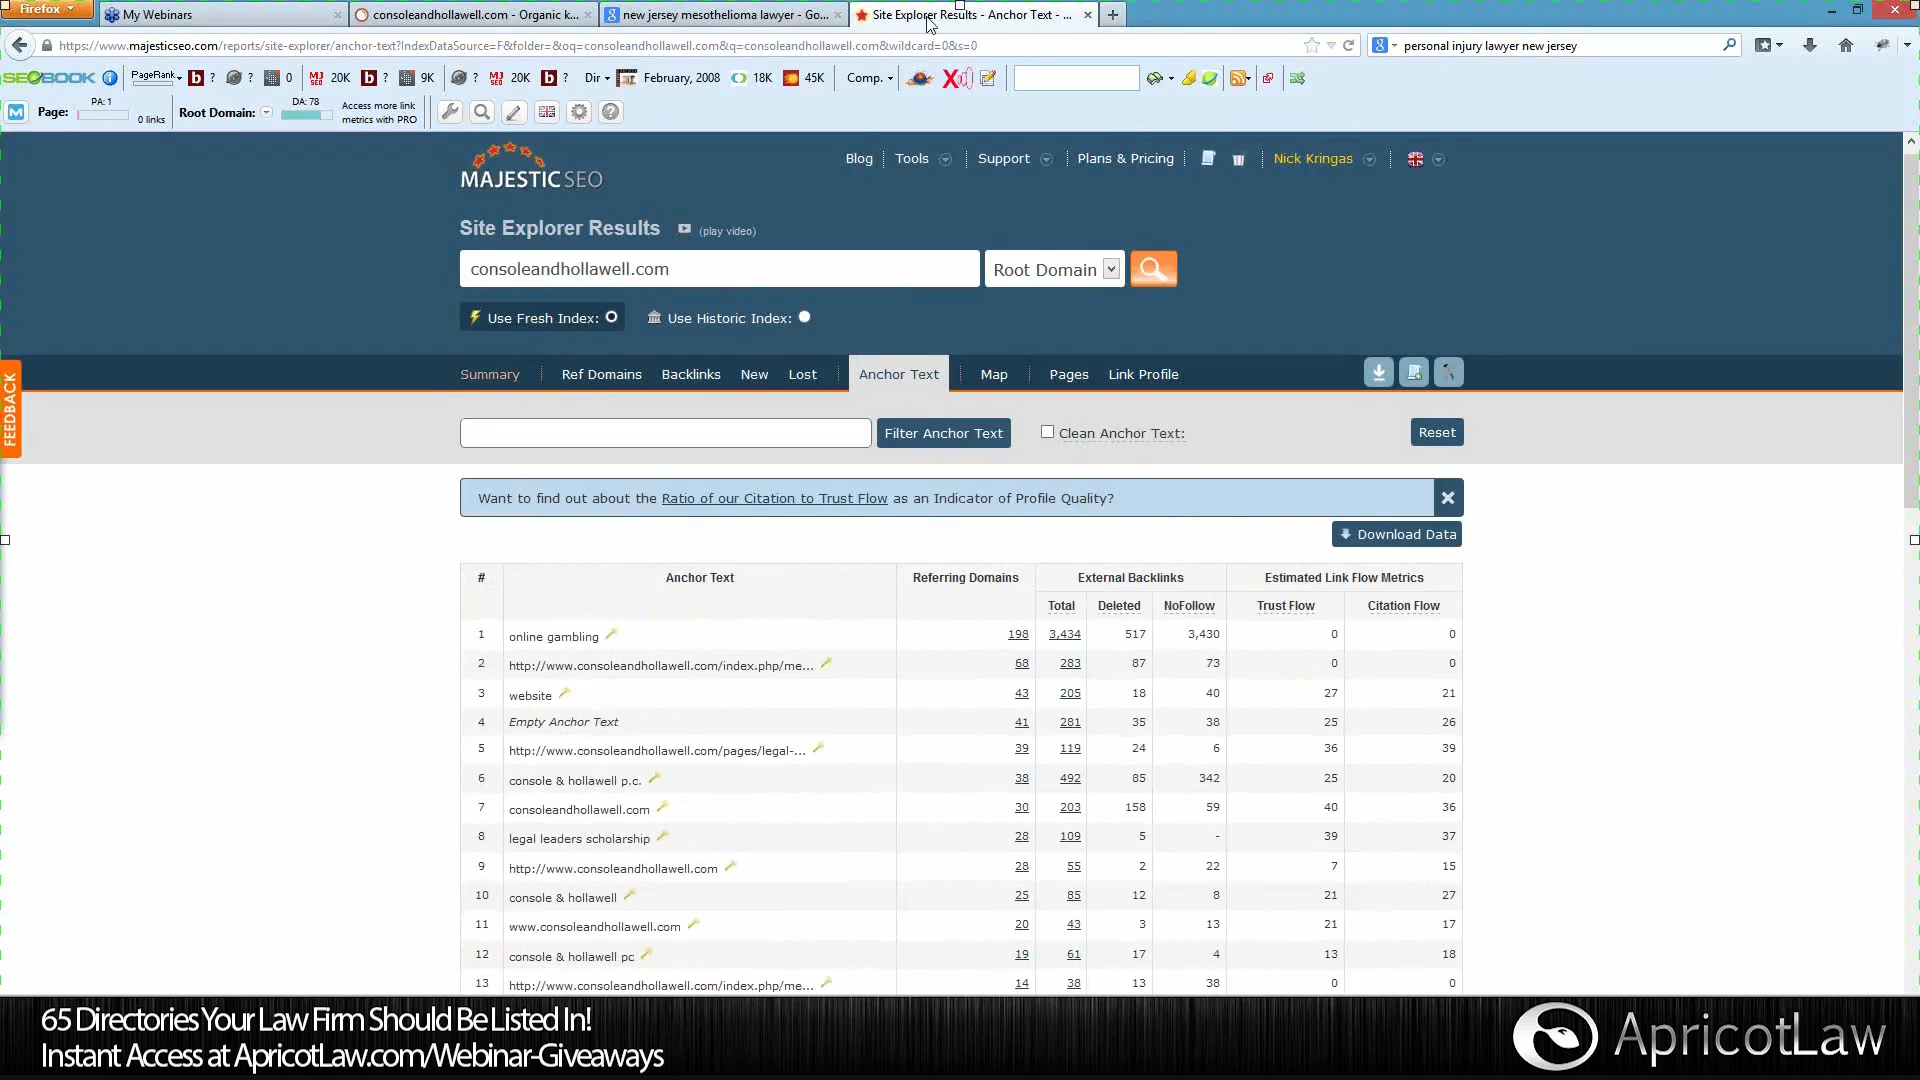 Firefox
My Webinars
consoleandhollawell.com - Organic k...
new jersey mesothelioma lawyer - Go...
Site Explorer Results - Anchor Text - ...
https://www.majesticseo.com/reports/site-explorer/anchor-text?IndexDataSource=F&folder=&oq=consoleandhollawell.com&q=consoleandhollawell.com&wildcard=0&s=0
personal injury lawyer new jersey
SEOBOOK PageRank ? ? 0 20K ? 9K ? 20K ? Dir February, 2008 18K 45K Comp.
Page: PA: 1 0 links Root Domain: DA: 78 Access more link metrics with PRO
MAJESTIC SEO
Blog Tools Support Plans & Pricing Nick Kringas
Site Explorer Results (play video)
consoleandhollawell.com Root Domain
Use Fresh Index: Use Historic Index:
FEEDBACK
Summary Ref Domains Backlinks New Lost Anchor Text Map Pages Link Profile
Filter Anchor Text Clean Anchor Text: Reset
Want to find out about the Ratio of our Citation to Trust Flow as an Indicator of Profile Quality?
Download Data
# Anchor Text Referring Domains External Backlinks Estimated Link Flow Metrics
Total Deleted NoFollow Trust Flow Citation Flow
1 online gambling 198 3,434 517 3,430 0 0
2 http://www.consoleandhollawell.com/index.php/me... 68 283 87 73 0 0
3 website 43 205 18 40 27 21
4 Empty Anchor Text 41 281 35 38 25 26
5 http://www.consoleandhollawell.com/pages/legal-... 39 119 24 6 36 39
6 console & hollawell p.c. 38 492 85 342 25 20
7 consoleandhollawell.com 30 203 158 59 40 36
8 legal leaders scholarship 28 109 5 - 39 37
9 http://www.consoleandhollawell.com 28 55 2 22 7 15
10 console & hollawell 25 85 12 8 21 27
11 www.consoleandhollawell.com 20 43 3 13 21 17
12 console & hollawell pc 19 61 17 4 13 18
13 http://www.consoleandhollawell.com/index.php/me... 14 38 13 38 0 0
65 Directories Your Law Firm Should Be Listed In!
Instant Access at ApricotLaw.com/Webinar-Giveaways
ApricotLaw